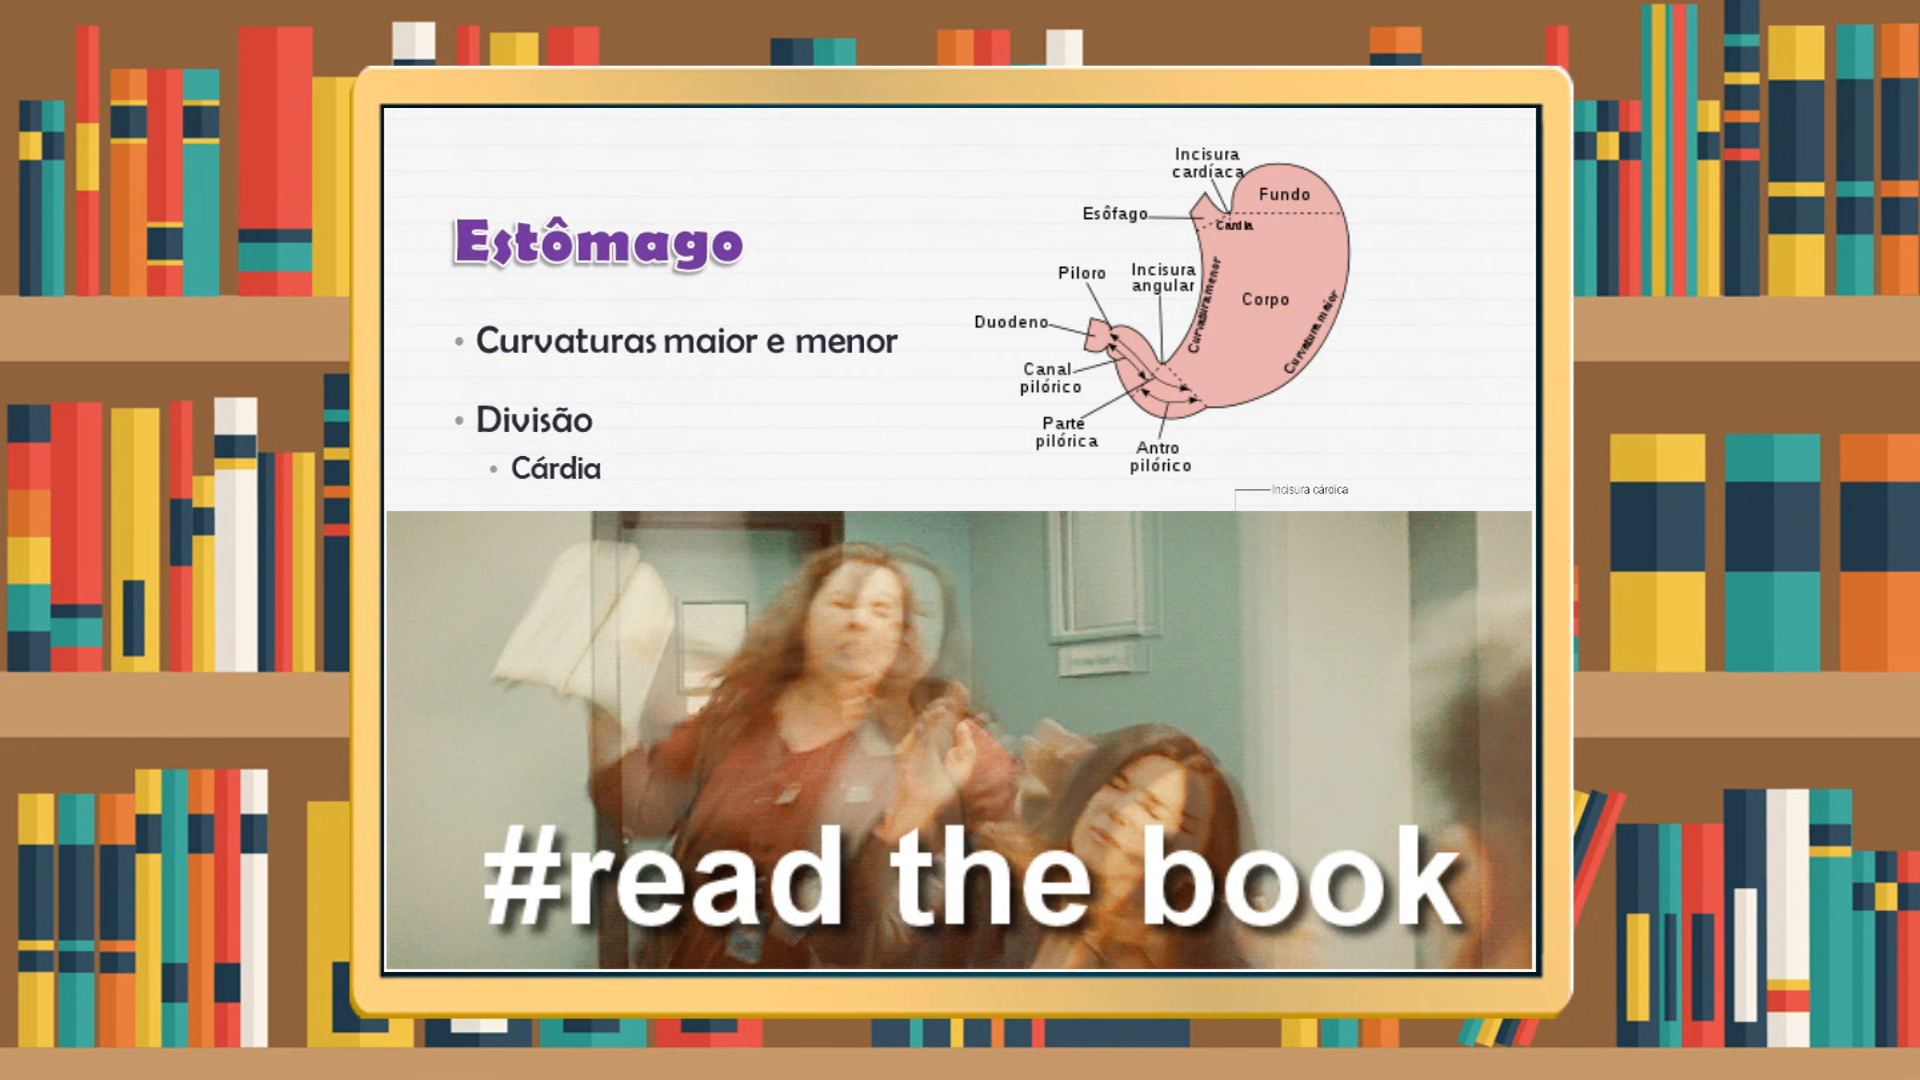 Estômago
• Curvaturas maior e menor
• Divisão
• Cárdia
Incisura
cardíaca
Fundo
Esôfago
Cárdia
Piloro
Incisura
angular
Curvatura menor
Corpo
Curvatura maior
Duodeno
Canal
pilórico
Parte
pilórica
Antro
pilórico
Incisura cárdica
#read the book